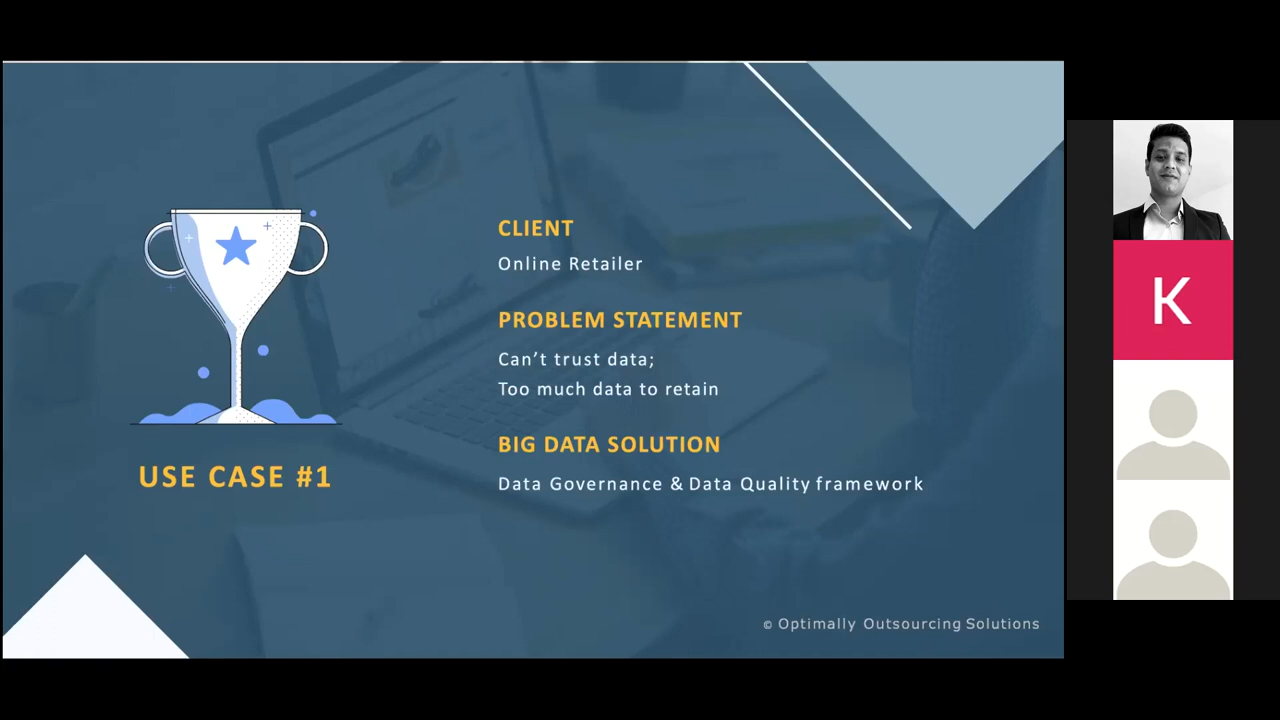 CLIENT
Online Retailer
PROBLEM STATEMENT
Can’t trust data;
Too much data to retain
BIG DATA SOLUTION
Data Governance & Data Quality framework
USE CASE #1
© Optimally Outsourcing Solutions
K